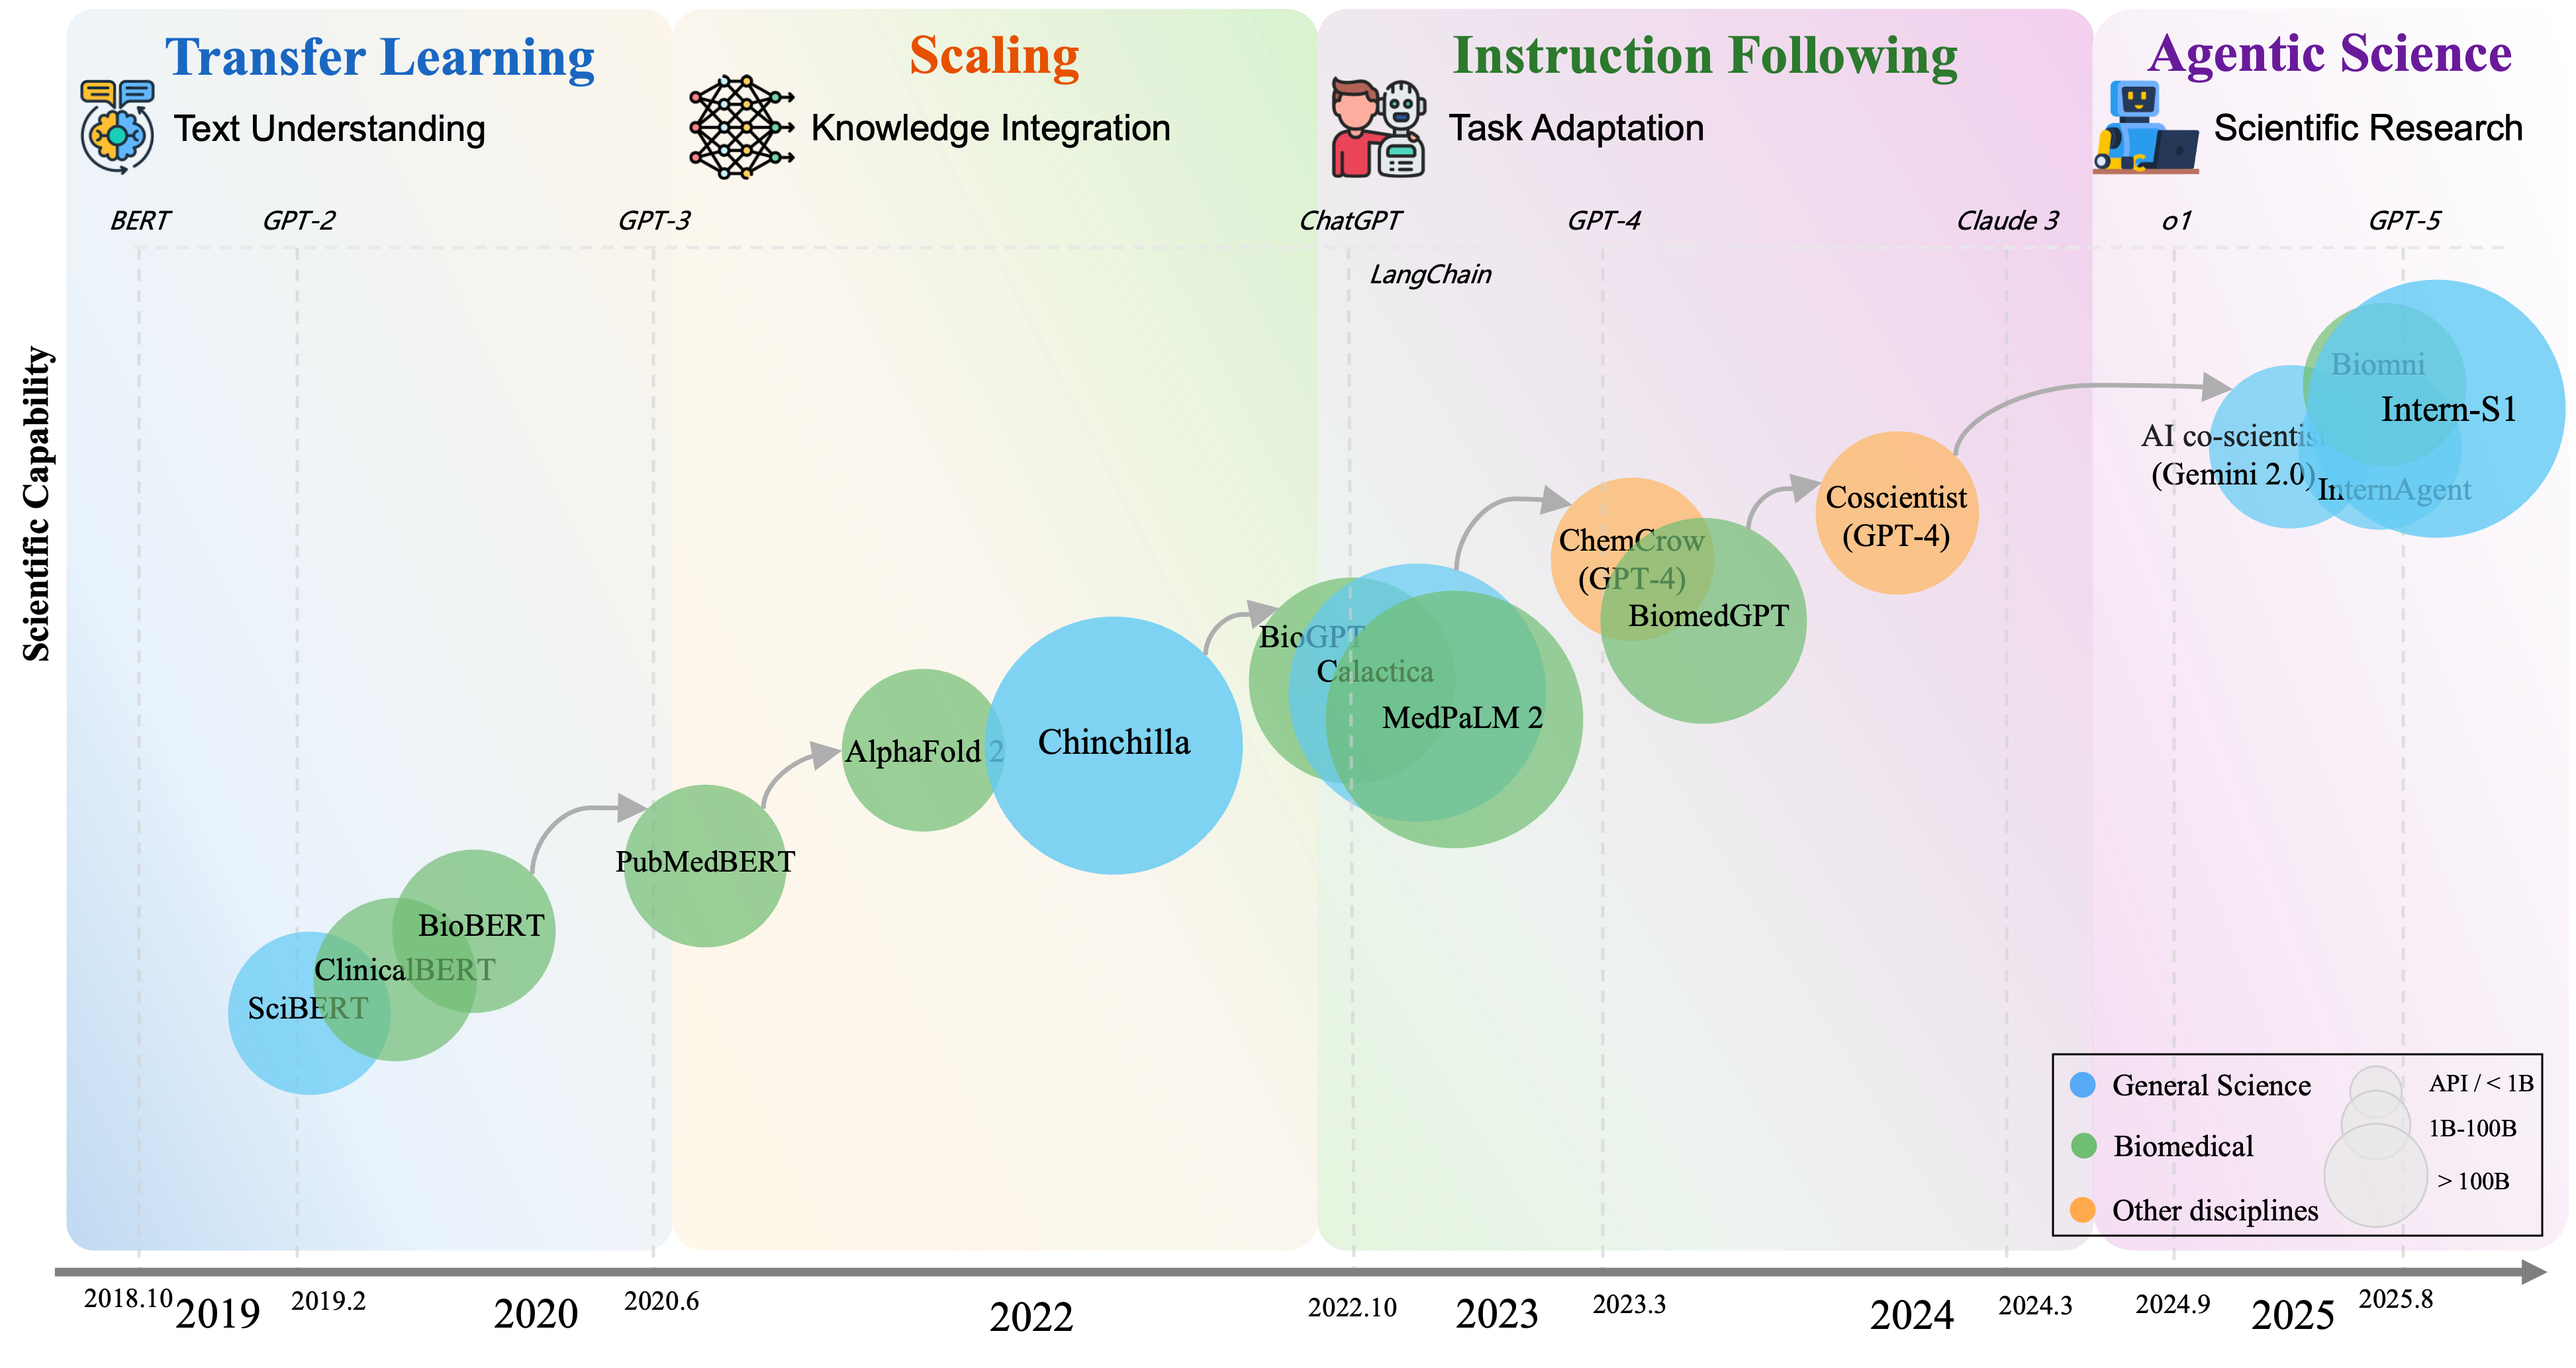 Transfer Learning
Text Understanding
Scaling
Knowledge Integration
Instruction Following
Task Adaptation
Agentic Science
Scientific Research
BERT
GPT-2
GPT-3
ChatGPT
LangChain
GPT-4
Claude 3
o1
GPT-5
Scientific Capability
SciBERT
ClinicalBERT
BioBERT
PubMedBERT
AlphaFold 2
Chinchilla
BioGPT
Calactica
MedPaLM 2
ChemCrow
(GPT-4)
BiomedGPT
Coscientist
(GPT-4)
AI co-scientist
(Gemini 2.0)
Biomni
Intern-S1
InternAgent
General Science
Biomedical
Other disciplines
API / < 1B
1B-100B
> 100B
2018.10
2019
2019.2
2020
2020.6
2022
2022.10
2023
2023.3
2024
2024.3
2024.9
2025
2025.8